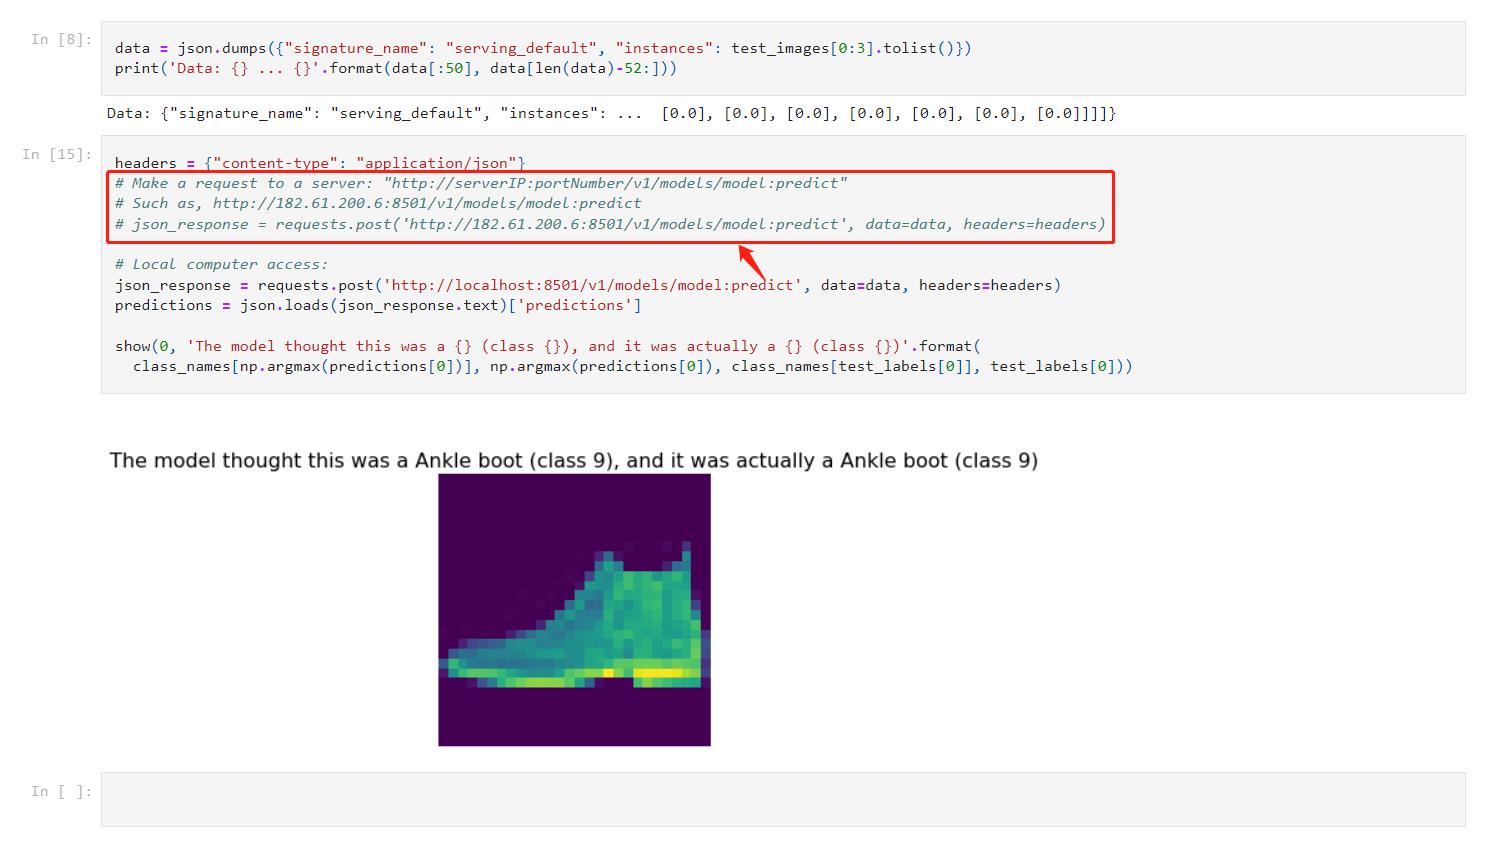 In [8]:
data = json.dumps({"signature_name": "serving_default", "instances": test_images[0:3].tolist()})
print('Data: {} ... {}'.format(data[:50], data[len(data)-52:]))
Data: {"signature_name": "serving_default", "instances": ...  [0.0], [0.0], [0.0], [0.0], [0.0], [0.0], [0.0]]]]}
In [15]:
headers = {"content-type": "application/json"}
# Make a request to a server: "http://serverIP:portNumber/v1/models/model:predict"
# Such as, http://182.61.200.6:8501/v1/models/model:predict
# json_response = requests.post('http://182.61.200.6:8501/v1/models/model:predict', data=data, headers=headers)
# Local computer access:
json_response = requests.post('http://localhost:8501/v1/models/model:predict', data=data, headers=headers)
predictions = json.loads(json_response.text)['predictions']
show(0, 'The model thought this was a {} (class {}), and it was actually a {} (class {})'.format(
  class_names[np.argmax(predictions[0])], np.argmax(predictions[0]), class_names[test_labels[0]], test_labels[0]))
The model thought this was a Ankle boot (class 9), and it was actually a Ankle boot (class 9)
In [ ]: